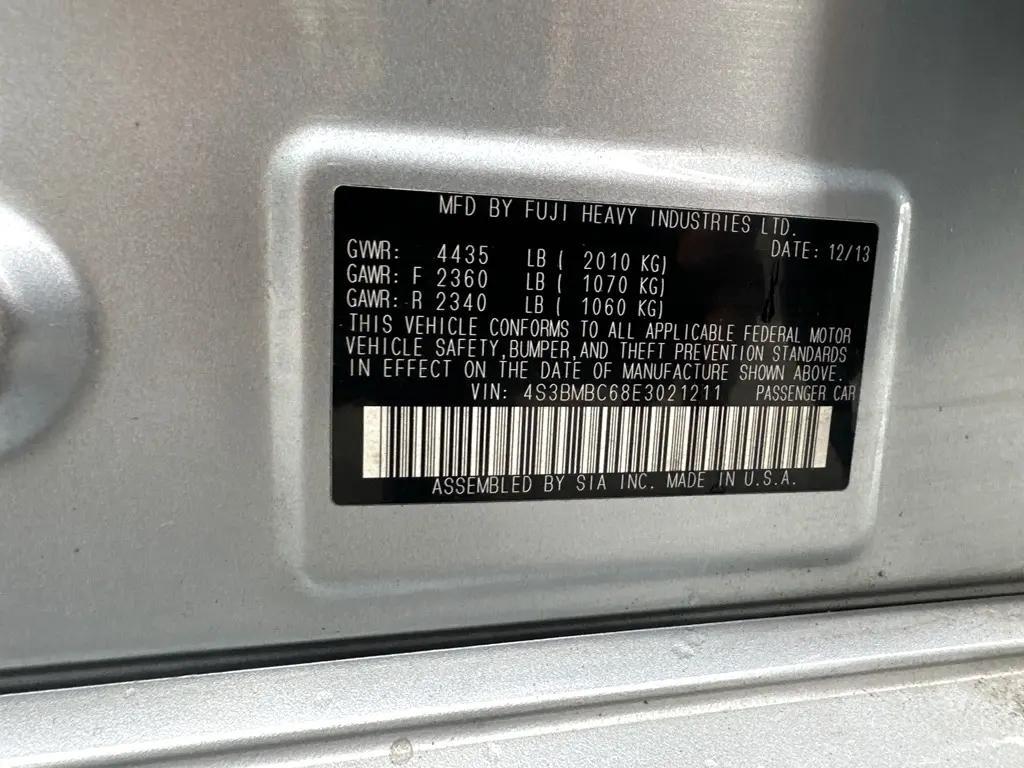 MFD BY FUJI HEAVY INDUSTRIES LTD.
DATE: 12/13
GVWR: 4435 LB ( 2010 KG)
GAWR: F 2360 LB ( 1070 KG)
GAWR: R 2340 LB ( 1060 KG)
THIS VEHICLE CONFORMS TO ALL APPLICABLE FEDERAL MOTOR
VEHICLE SAFETY, BUMPER, AND THEFT PREVENTION STANDARDS
IN EFFECT ON THE DATE OF MANUFACTURE SHOWN ABOVE.
VIN: 4S3BMBC68E3021211 PASSENGER CAR
ASSEMBLED BY SIA INC. MADE IN U.S.A.